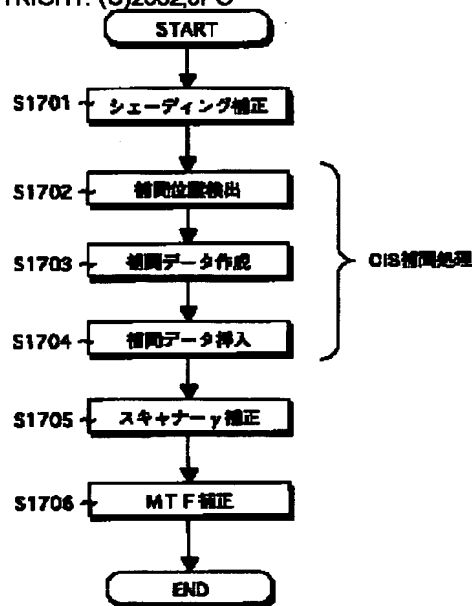 TRIGHT: (C)2002,JPO
START
S1701 シェーディング補正
S1702 補間位置検出
S1703 補間データ作成
CIS補間処理
S1704 補間データ挿入
S1705 スキャナーγ補正
S1706 MTF補正
END